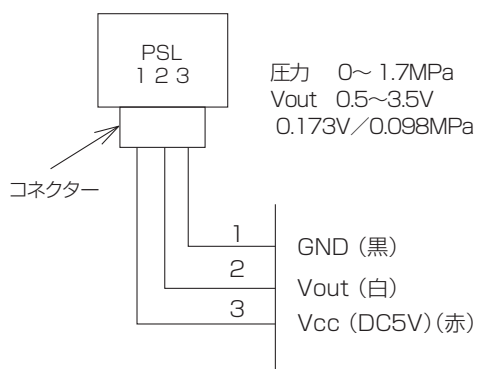 PSL
1 2 3
圧力　0～1.7MPa
Vout　0.5～3.5V
0.173V／0.098MPa
コネクター
1
GND（黒）
2
Vout（白）
3
Vcc（DC5V）（赤）